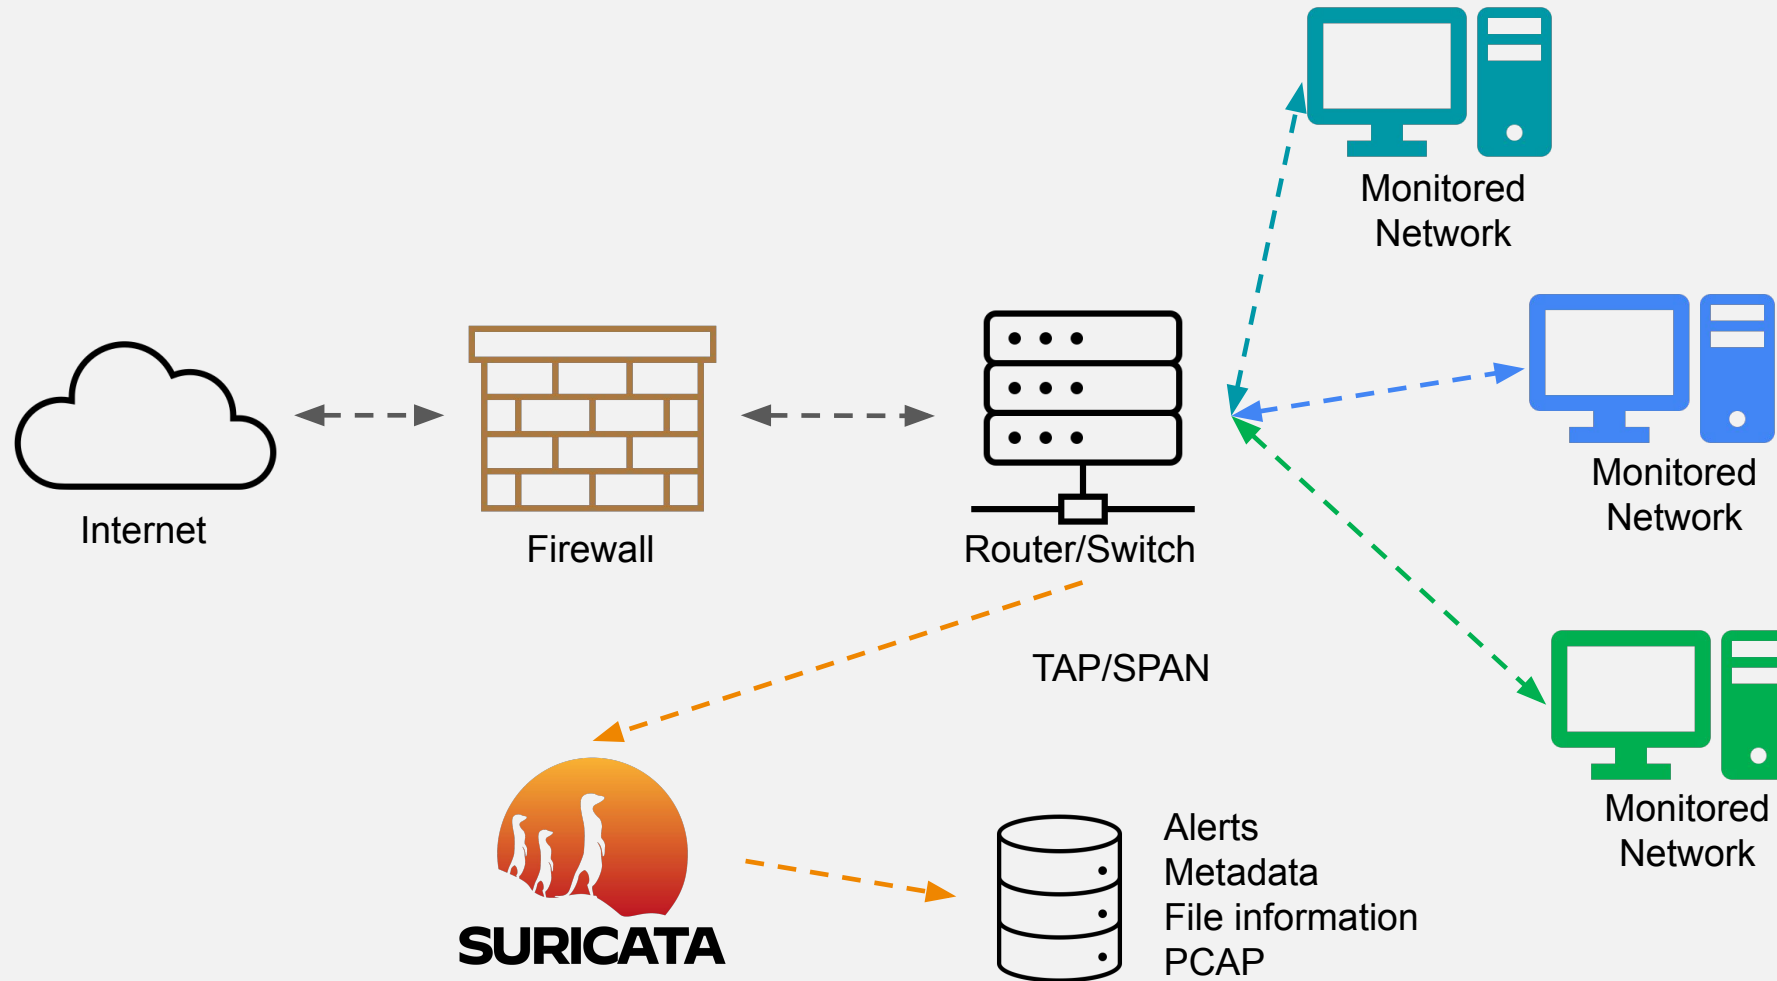 Monitored
Network
Internet
Firewall
Router/Switch
Monitored
Network
TAP/SPAN
SURICATA
Alerts
Metadata
File information
PCAP
Monitored
Network